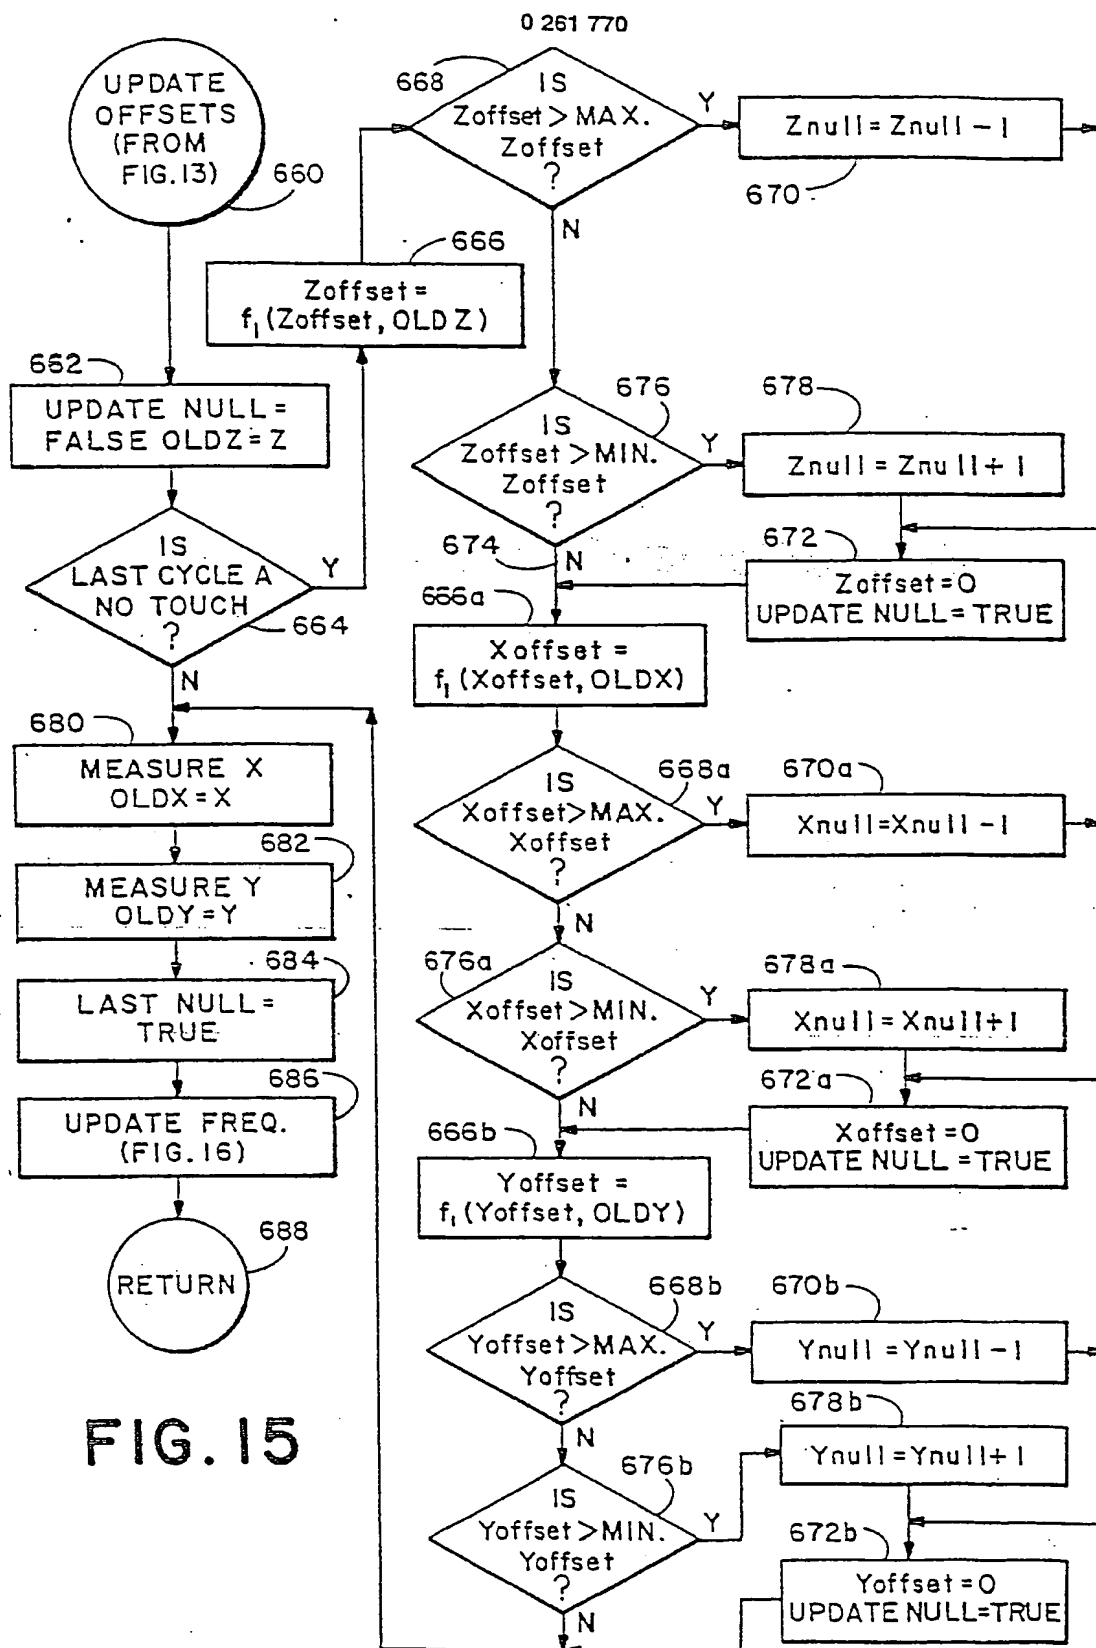 0 261 770
UPDATE
OFFSETS
(FROM
FIG.13)
660
662
UPDATE NULL=
FALSE OLDZ=Z
IS
LAST CYCLE A
NO TOUCH
?
664
Y
N
666
Zoffset=
f₁(Zoffset, OLDZ)
668
IS
Zoffset>MAX.
Zoffset
?
Y
N
Znull=Znull-1
670
676
IS
Zoffset>MIN.
Zoffset
?
Y
N
678
Znull=Znull+1
672
Zoffset=0
UPDATE NULL=TRUE
674
666a
Xoffset=
f₁(Xoffset, OLDX)
668a
IS
Xoffset>MAX.
Xoffset
?
Y
N
670a
Xnull=Xnull-1
676a
IS
Xoffset>MIN.
Xoffset
?
Y
N
678a
Xnull=Xnull+1
672a
Xoffset=0
UPDATE NULL=TRUE
666b
Yoffset=
f₁(Yoffset, OLDY)
668b
IS
Yoffset>MAX.
Yoffset
?
Y
N
670b
Ynull=Ynull-1
676b
IS
Yoffset>MIN.
Yoffset
?
Y
N
678b
Ynull=Ynull+1
672b
Yoffset=0
UPDATE NULL=TRUE
680
MEASURE X
OLDX=X
682
MEASURE Y
OLDY=Y
684
LAST NULL=
TRUE
686
UPDATE FREQ.
(FIG.16)
688
RETURN
FIG. 15